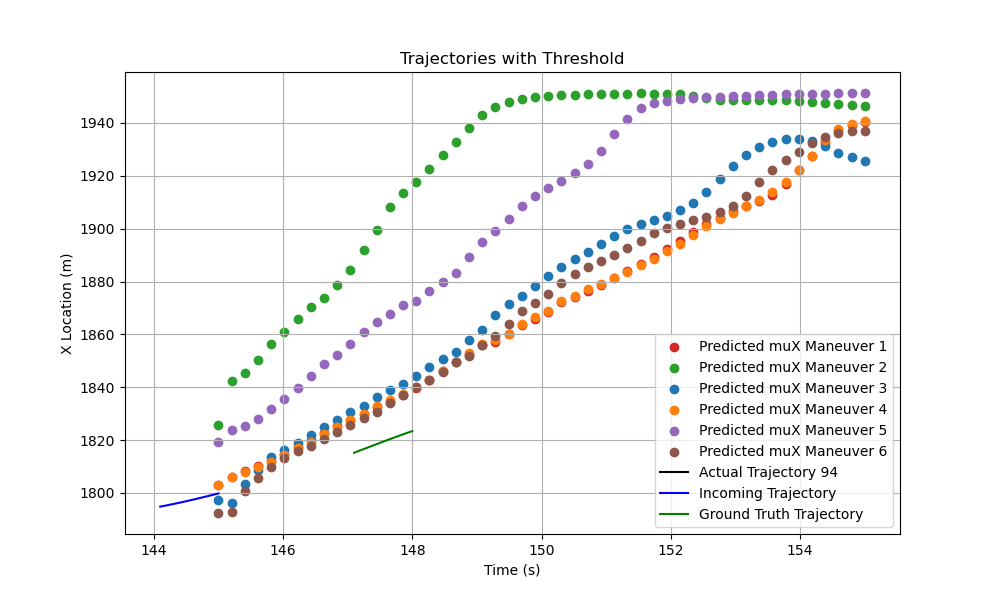 Trajectories with Threshold
X Location (m)
1940
1920
1900
1880
1860
1840
1820
1800
Predicted muX Maneuver 1
Predicted muX Maneuver 2
Predicted muX Maneuver 3
Predicted muX Maneuver 4
Predicted muX Maneuver 5
Predicted muX Maneuver 6
Actual Trajectory 94
Incoming Trajectory
Ground Truth Trajectory
144 146 148 150 152 154
Time (s)